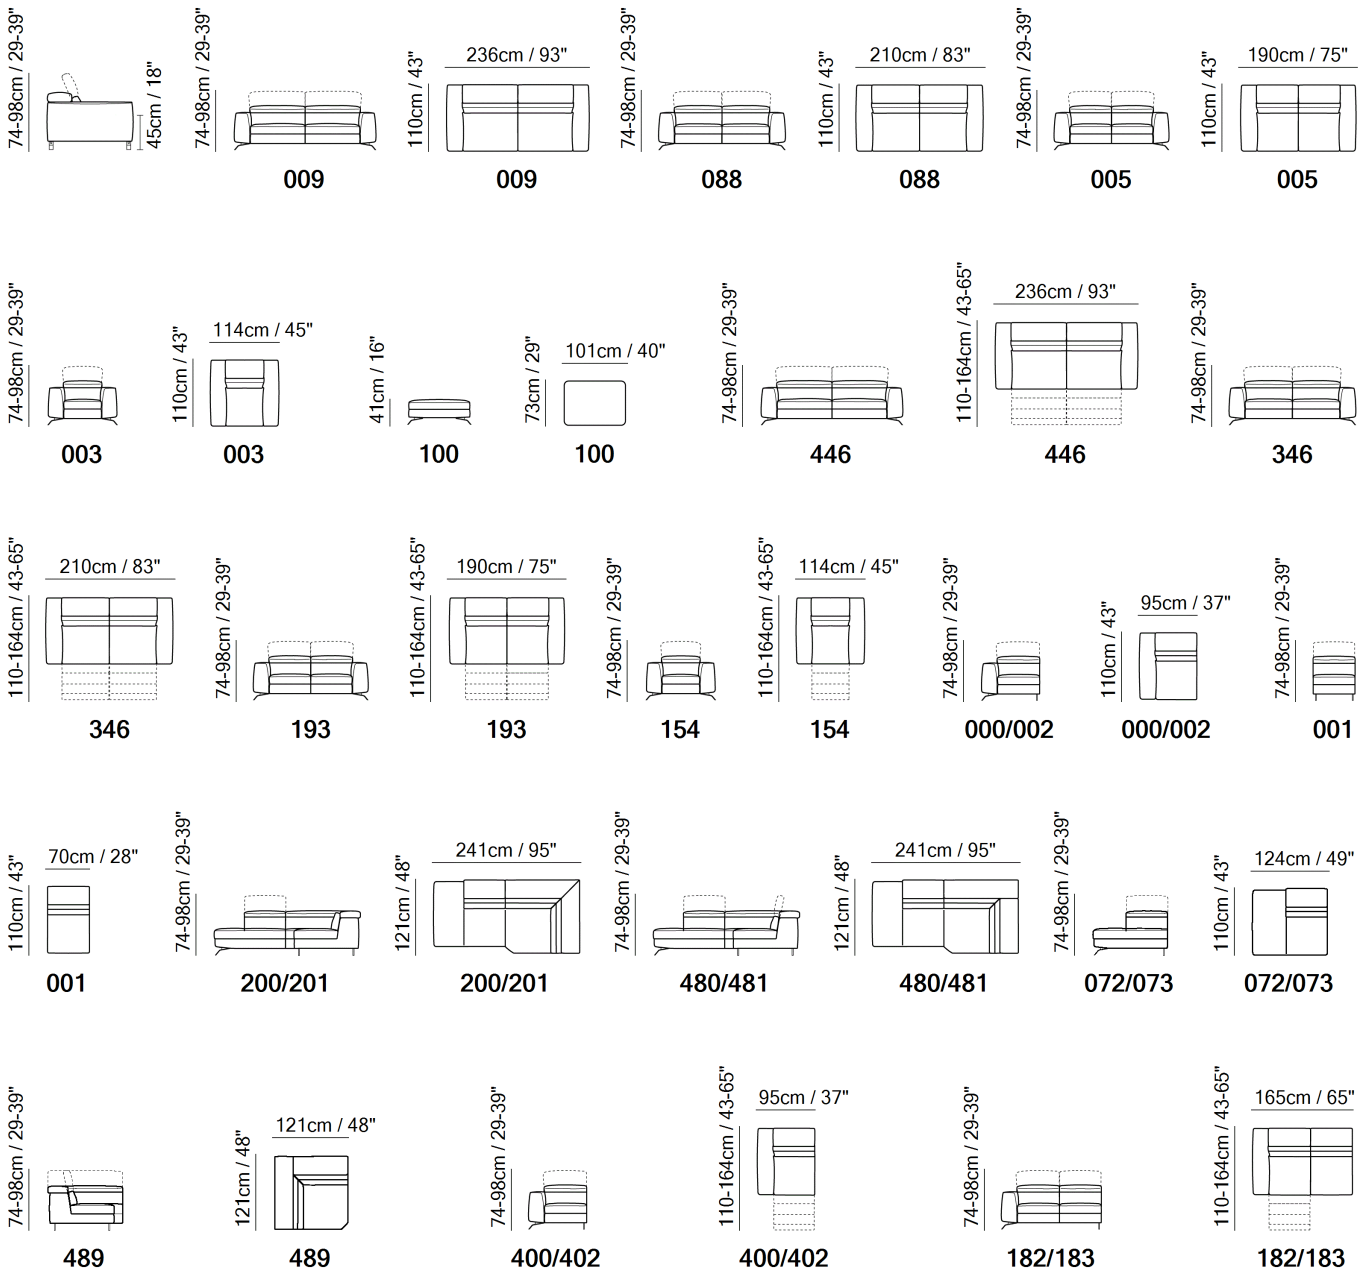 74-98cm / 29-39"
45cm / 18"
74-98cm / 29-39"
009
110cm / 43"
236cm / 93"
009
74-98cm / 29-39"
088
110cm / 43"
210cm / 83"
088
74-98cm / 29-39"
005
110cm / 43"
190cm / 75"
005
74-98cm / 29-39"
003
110cm / 43"
114cm / 45"
003
41cm / 16"
100
73cm / 29"
101cm / 40"
100
74-98cm / 29-39"
446
110-164cm / 43-65"
236cm / 93"
446
74-98cm / 29-39"
346
110-164cm / 43-65"
210cm / 83"
346
74-98cm / 29-39"
193
110-164cm / 43-65"
190cm / 75"
193
74-98cm / 29-39"
154
110-164cm / 43-65"
114cm / 45"
154
74-98cm / 29-39"
000/002
110cm / 43"
95cm / 37"
000/002
74-98cm / 29-39"
001
110cm / 43"
70cm / 28"
001
74-98cm / 29-39"
200/201
121cm / 48"
241cm / 95"
200/201
74-98cm / 29-39"
480/481
121cm / 48"
241cm / 95"
480/481
74-98cm / 29-39"
072/073
110cm / 43"
124cm / 49"
072/073
74-98cm / 29-39"
489
121cm / 48"
121cm / 48"
489
74-98cm / 29-39"
400/402
110-164cm / 43-65"
95cm / 37"
400/402
74-98cm / 29-39"
182/183
110-164cm / 43-65"
165cm / 65"
182/183